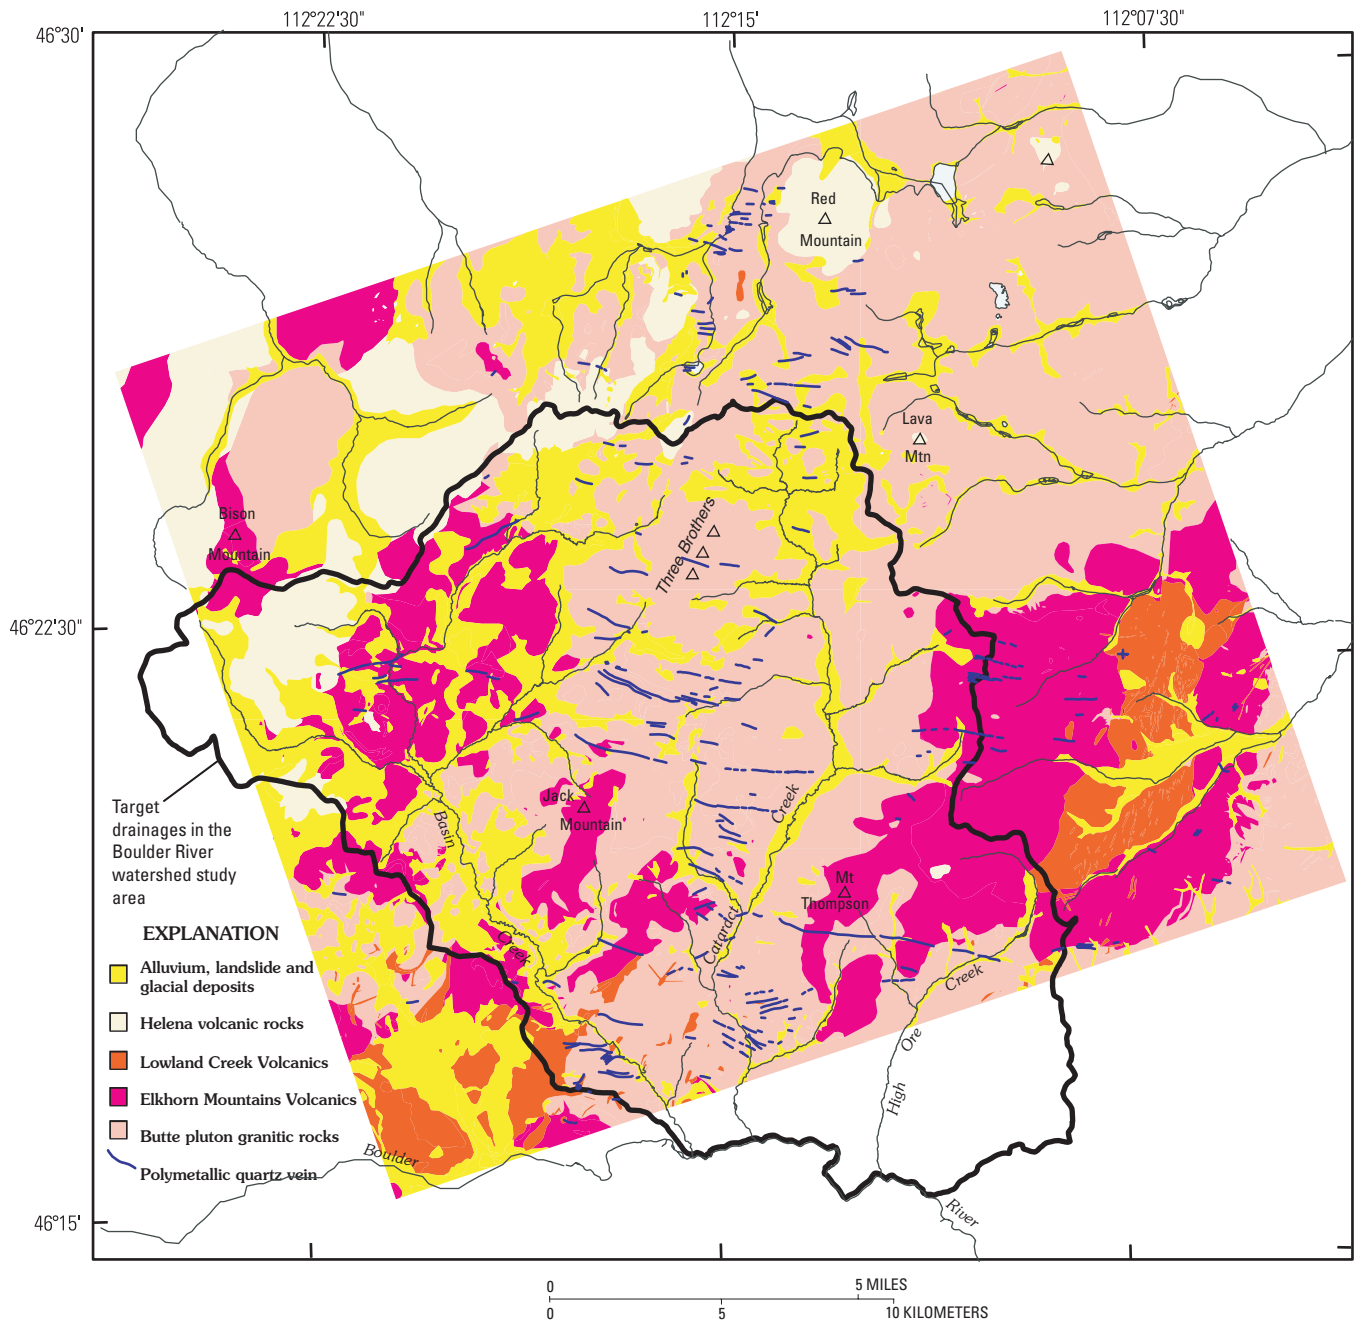 112°22'30"
112°15'
112°07'30"
46°30'
Red
Mountain
Lava
Mtn
Bison
Mountain
Three Brothers
46°22'30"
Jack
Mountain
Creek
Basin
Target
drainages in the
Boulder River
watershed study
area
Mt
Thompson
Cataract
Creek
Creek
Ore
High
EXPLANATION
Alluvium, landslide and
glacial deposits
Helena volcanic rocks
Lowland Creek Volcanics
Elkhorn Mountains Volcanics
Butte pluton granitic rocks
Polymetallic quartz vein
Boulder
River
46°15'
0
5 MILES
0
5
10 KILOMETERS